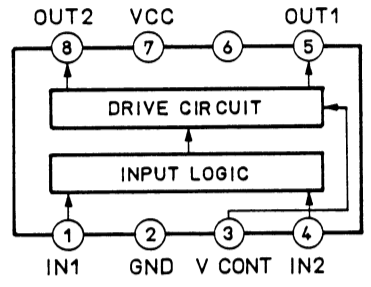 OUT2 VCC OUT1
8 7 6 5
DRIVE CIRCUIT
INPUT LOGIC
1 2 3 4
IN1 GND V CONT IN2